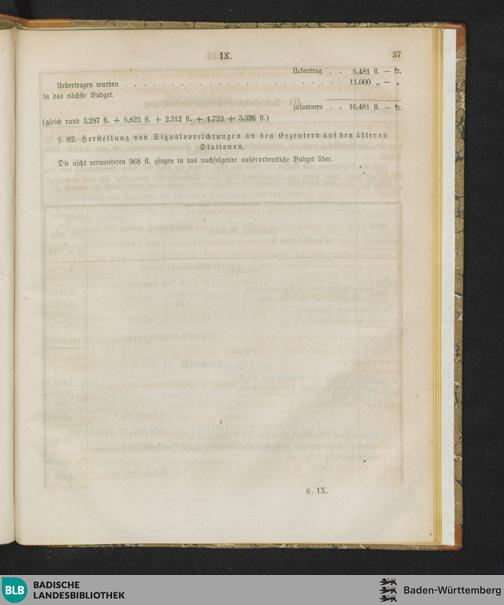 IX. 37
Uebertrag . . 5,481 fl. — kr.
Uebertragen wurden . . . . . . . . . . . . . . . . . . 11,000 „ — „
in das nächste Budget.
zusammen . . 16,481 fl. — kr.
(gleich rund 3,297 fl. + 5,823 fl. + 2,312 fl. + 1,723 + 3,326 fl.)
§. 82. Herstellung von Signalvorrichtungen an den Exzentern auf den älteren
Stationen.
Die nicht verwendeten 968 fl. gingen in das nachfolgende außerordentliche Budget über.
6. IX.
BLB BADISCHE
LANDESBIBLIOTHEK
Baden-Württemberg